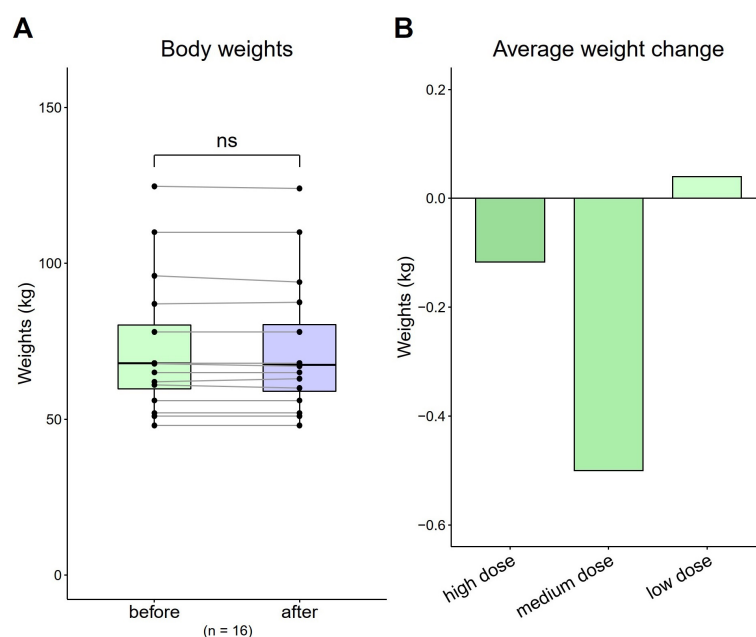 A
Body weights
150
100
50
0
Weights (kg)
ns
before
after
(n = 16)
B
Average weight change
0.2
0.0
−0.2
−0.4
−0.6
Weights (kg)
high dose
medium dose
low dose